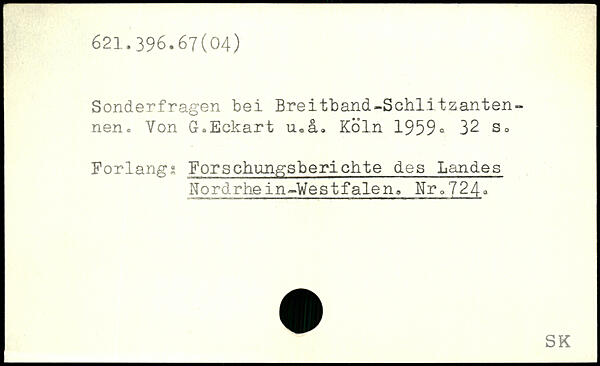 621.396.67(04)
Sonderfragen bei Breitband-Schlitzanten-
nen. Von G.Eckart u.å. Köln 1959. 32 s.
Forlang: Forschungsberichte des Landes
Nordrhein-Westfalen. Nr.724.
SK